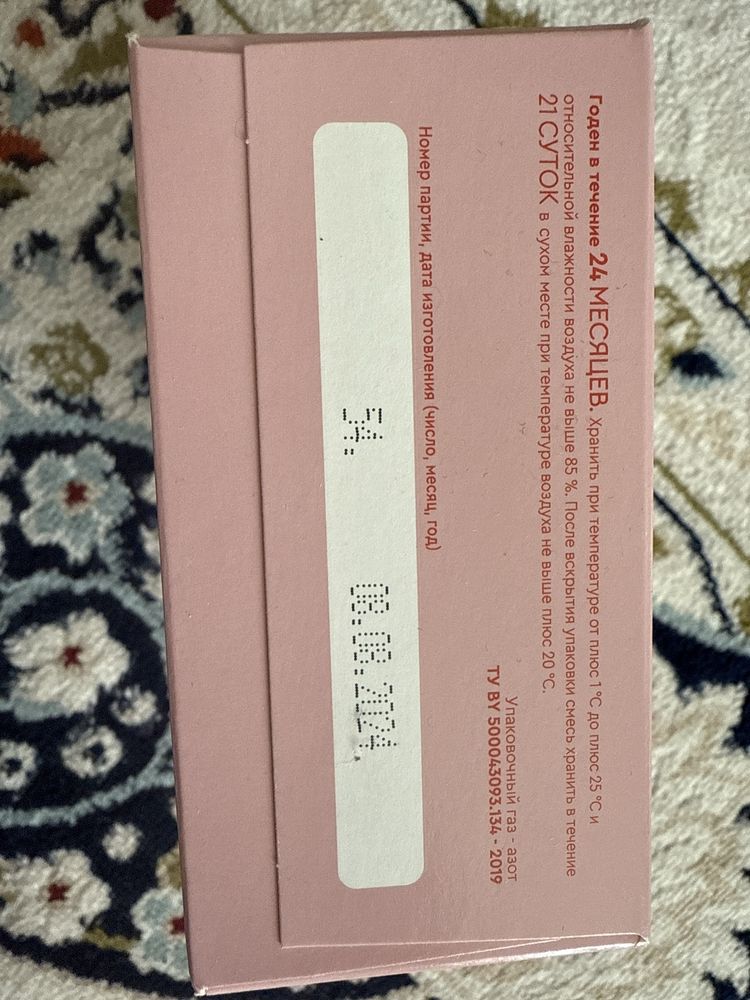 Годен в течение 24 МЕСЯЦЕВ. Хранить при температуре от плюс 1 °С до плюс 25 °С и
относительной влажности воздуха не выше 85 %. После вскрытия упаковки смесь хранить в течение
21 СУТОК в сухом месте при температуре воздуха не выше плюс 20 °С.
Упаковочный газ - азот
ТУ BY 500043093.134 - 2019
Номер партии, дата изготовления (число, месяц, год)
54. 08.08.2024